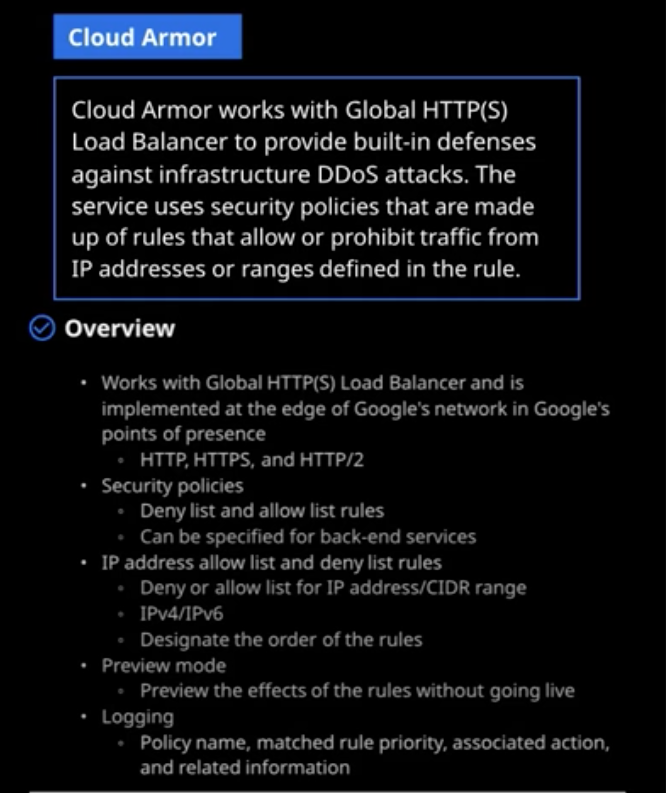 Cloud Armor
Cloud Armor works with Global HTTP(S)
Load Balancer to provide built-in defenses
against infrastructure DDoS attacks. The
service uses security policies that are made
up of rules that allow or prohibit traffic from
IP addresses or ranges defined in the rule.
Overview
• Works with Global HTTP(S) Load Balancer and is
implemented at the edge of Google's network in Google's
points of presence
◦ HTTP, HTTPS, and HTTP/2
• Security policies
◦ Deny list and allow list rules
◦ Can be specified for back-end services
• IP address allow list and deny list rules
◦ Deny or allow list for IP address/CIDR range
◦ IPv4/IPv6
◦ Designate the order of the rules
• Preview mode
◦ Preview the effects of the rules without going live
• Logging
◦ Policy name, matched rule priority, associated action,
and related information